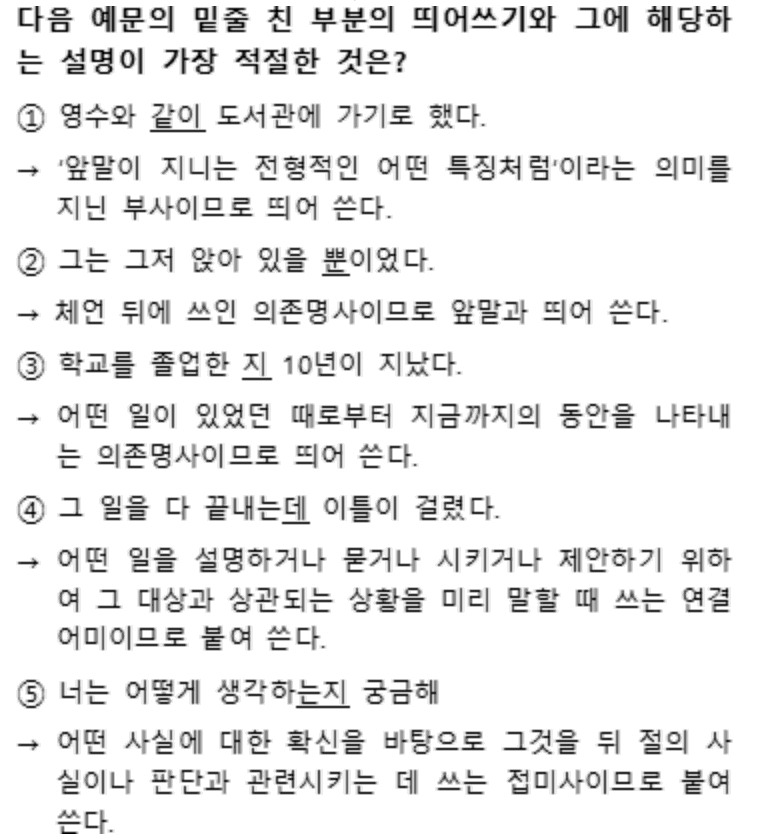 다음 예문의 밑줄 친 부분의 띄어쓰기와 그에 해당하
는 설명이 가장 적절한 것은?
① 영수와 같이 도서관에 가기로 했다.
→ '앞말이 지니는 전형적인 어떤 특징처럼'이라는 의미를
지닌 부사이므로 띄어 쓴다.
② 그는 그저 앉아 있을 뿐이었다.
→ 체언 뒤에 쓰인 의존명사이므로 앞말과 띄어 쓴다.
③ 학교를 졸업한 지 10년이 지났다.
→ 어떤 일이 있었던 때로부터 지금까지의 동안을 나타내
는 의존명사이므로 띄어 쓴다.
④ 그 일을 다 끝내는데 이틀이 걸렸다.
→ 어떤 일을 설명하거나 묻거나 시키거나 제안하기 위하
여 그 대상과 상관되는 상황을 미리 말할 때 쓰는 연결
어미이므로 붙여 쓴다.
⑤ 너는 어떻게 생각하는지 궁금해
→ 어떤 사실에 대한 확신을 바탕으로 그것을 뒤 절의 사
실이나 판단과 관련시키는 데 쓰는 접미사이므로 붙여
쓴다.